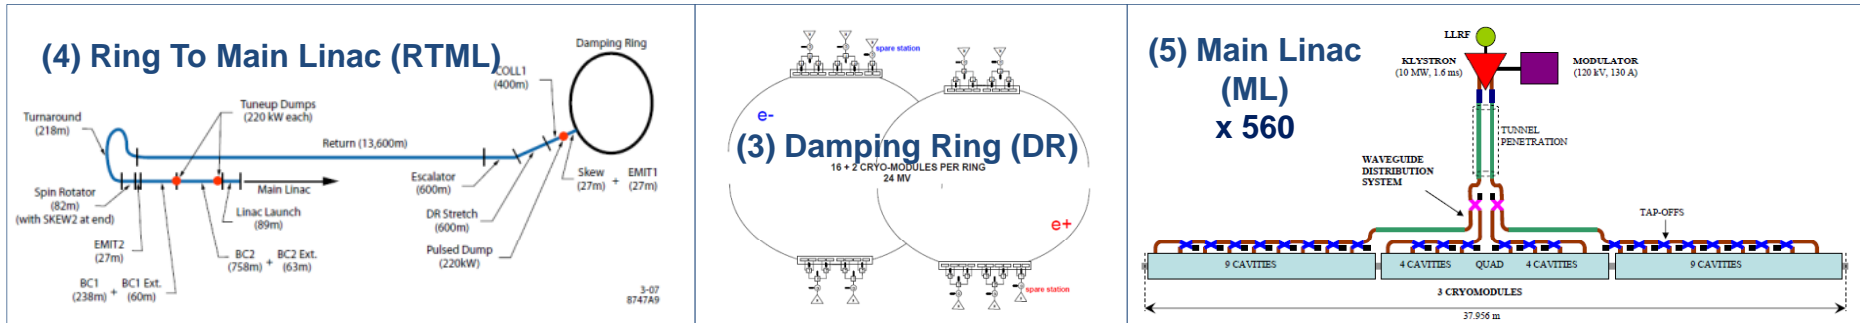 (4) Ring To Main Linac (RTML)
Damping Ring
COLL1
(400m)
Tuneup Dumps
(220 kW each)
Turnaround
(218m)
Return (13,600m)
Spin Rotator
(82m)
(with SKEW2 at end)
Main Linac
Escalator
(600m)
Skew
(27m)
+
EMIT1
(27m)
Linac Launch
(89m)
DR Stretch
(600m)
EMIT2
(27m)
BC2
(758m)
+
BC2 Ext.
(63m)
Pulsed Dump
(220kW)
BC1
(238m)
+
BC1 Ext.
(60m)
3-07
8747A9
spare station
e-
(3) Damping Ring (DR)
16 + 2 CRYO-MODULES PER RING
24 MV
e+
spare station
(5) Main Linac
(ML)
x 560
LLRF
KLYSTRON
(10 MW, 1.6 ms)
MODULATOR
(120 kV, 130 A)
TUNNEL
PENETRATION
WAVEGUIDE
DISTRIBUTION
SYSTEM
TAP-OFFS
9 CAVITIES
4 CAVITIES
QUAD
4 CAVITIES
9 CAVITIES
3 CRYOMODULES
37.956 m